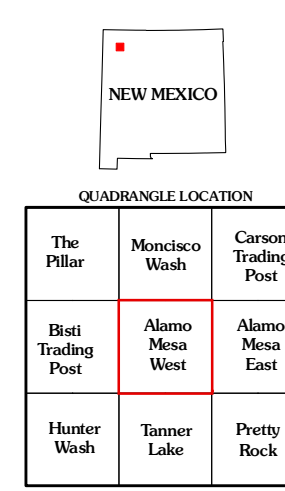 NEW MEXICO
QUADRANGLE LOCATION
The
Pillar
Moncisco
Wash
Carson
Trading
Post
Bisti
Trading
Post
Alamo
Mesa
West
Alamo
Mesa
East
Hunter
Wash
Tanner
Lake
Pretty
Rock